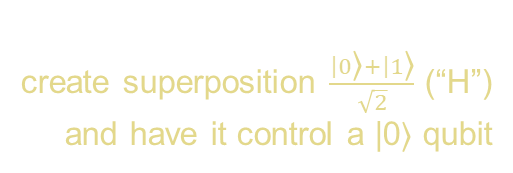 create superposition |0⟩+|1⟩/√2 (“H”)
and have it control a |0⟩ qubit